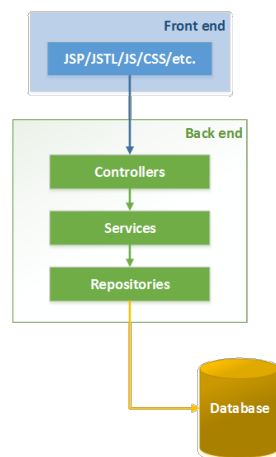 Front end
JSP/JSTL/JS/CSS/etc.
Back end
Controllers
Services
Repositories
Database